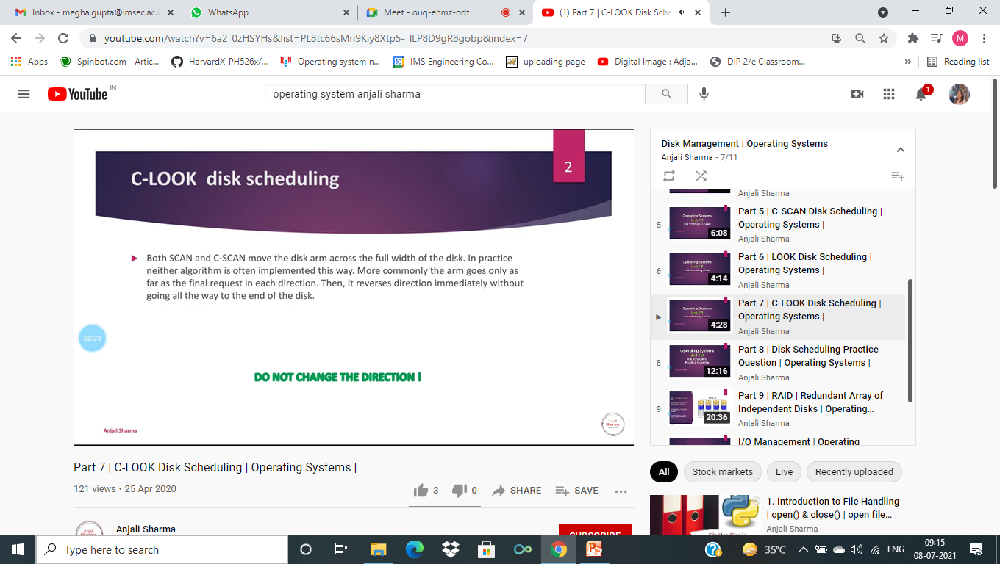 Inbox - megha.gupta@imsec.ac.i
WhatsApp
Meet - ouq-ehmz-odt
(1) Part 7 | C-LOOK Disk Sche
youtube.com/watch?v=6a2_0zHSYHs&list=PL8tc66sMn9Kiy8Xtp5-_ILP8D9gR8gobp&index=7
M
Apps
Spinbot.com - Artic...
HarvardX-PH526x/...
Operating system n...
IMS Engineering Co...
uploading page
Digital Image : Adja...
DIP 2/e Classroom...
»
Reading list
YouTube IN
operating system anjali sharma
1
2
C-LOOK disk scheduling
Both SCAN and C-SCAN move the disk arm across the full width of the disk. In practice
neither algorithm is often implemented this way. More commonly the arm goes only as
far as the final request in each direction. Then, it reverses direction immediately without
going all the way to the end of the disk.
00:23
DO NOT CHANGE THE DIRECTION !
Anjali Sharma
Part 7 | C-LOOK Disk Scheduling | Operating Systems |
121 views • 25 Apr 2020
3
0
SHARE
SAVE
Anjali Sharma
SUBSCRIBE
Disk Management | Operating Systems
Anjali Sharma - 7/11
Anjali Sharma
5
6:08
Part 5 | C-SCAN Disk Scheduling |
Operating Systems |
Anjali Sharma
6
4:14
Part 6 | LOOK Disk Scheduling |
Operating Systems |
Anjali Sharma
4:28
Part 7 | C-LOOK Disk Scheduling |
Operating Systems |
Anjali Sharma
8
12:16
Part 8 | Disk Scheduling Practice
Question | Operating Systems |
Anjali Sharma
9
20:36
Part 9 | RAID | Redundant Array of
Independent Disks | Operating...
Anjali Sharma
I/O Management | Operating
All
Stock markets
Live
Recently uploaded
1. Introduction to File Handling
| open() & close() | open file...
Anjali Sharma
Type here to search
35°C
ENG
09:15
08-07-2021